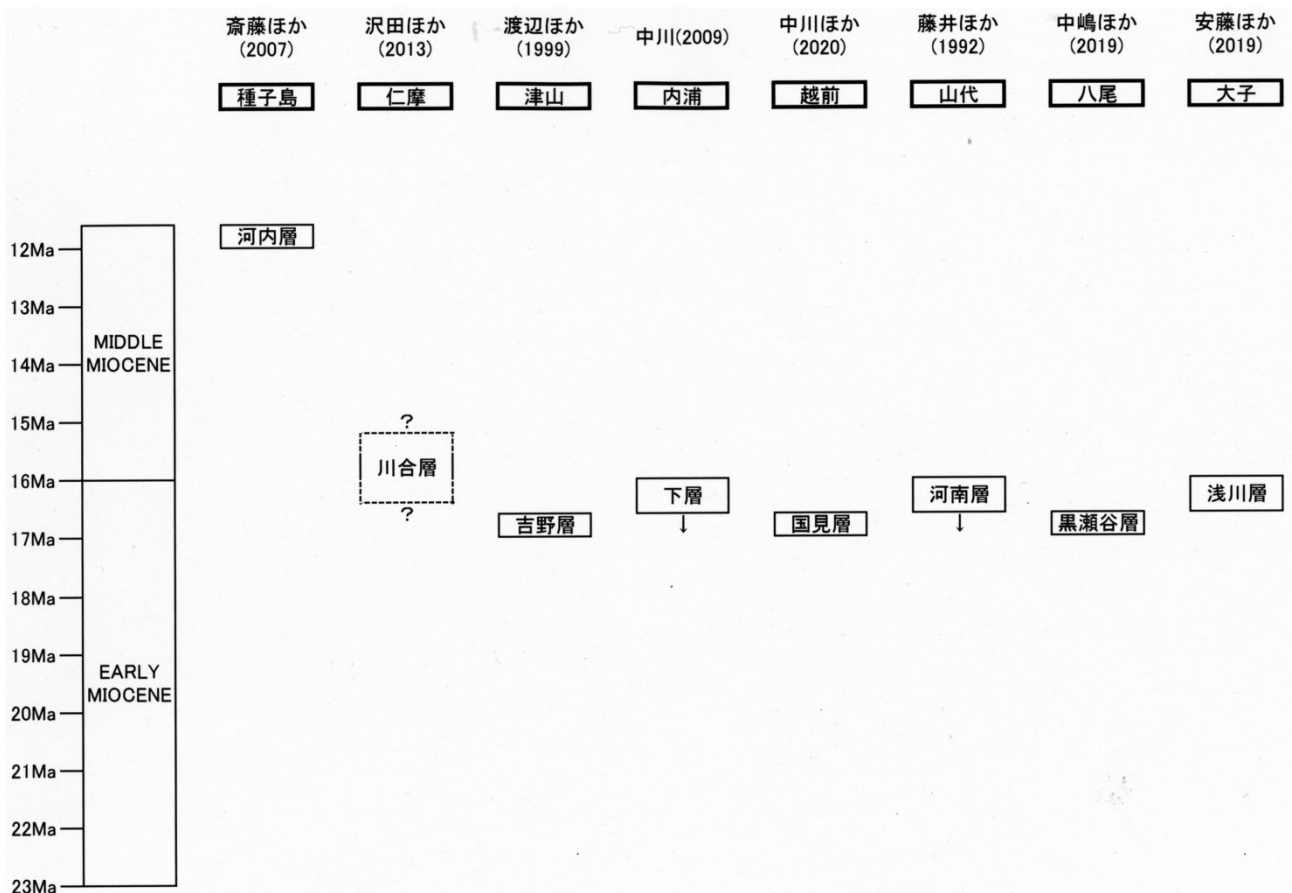 斎藤ほか
(2007)
沢田ほか
(2013)
渡辺ほか
(1999)
中川(2009)
中川ほか
(2020)
藤井ほか
(1992)
中嶋ほか
(2019)
安藤ほか
(2019)
種子島
仁摩
津山
内浦
越前
山代
八尾
大子
河内層
12Ma
13Ma
MIDDLE
MIOCENE
14Ma
15Ma
?
川合層
?
16Ma
下層
↓
河南層
↓
浅川層
吉野層
国見層
黒瀬谷層
17Ma
18Ma
19Ma
EARLY
MIOCENE
20Ma
21Ma
22Ma
23Ma